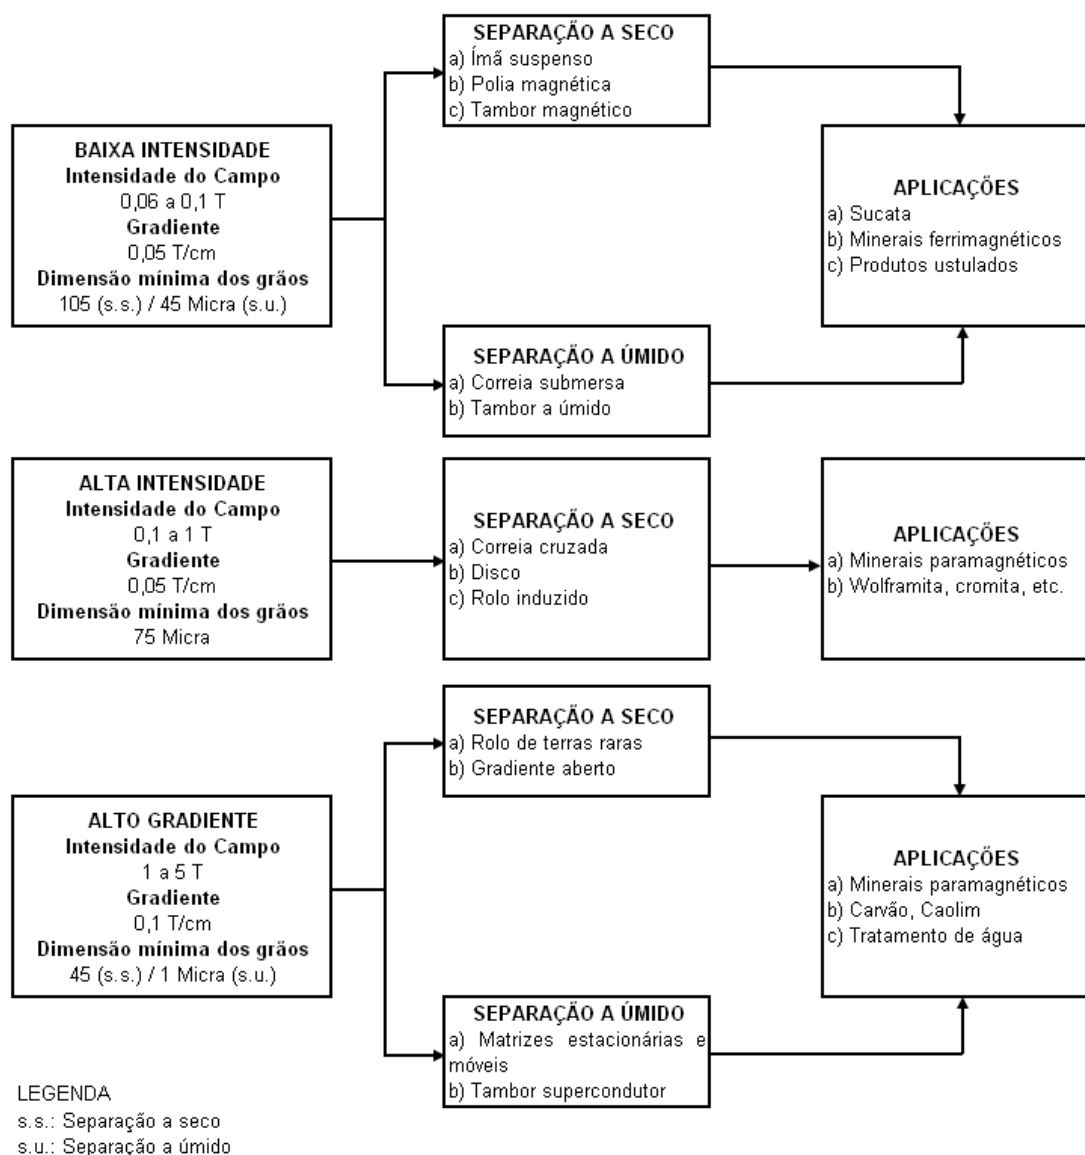 SEPARAÇÃO A SECO
a) Ímã suspenso
b) Polia magnética
c) Tambor magnético
BAIXA INTENSIDADE
Intensidade do Campo
0,06 a 0,1 T
Gradiente
0,05 T/cm
Dimensão mínima dos grãos
105 (s.s.) / 45 Micra (s.u.)
APLICAÇÕES
a) Sucata
b) Minerais ferrimagnéticos
c) Produtos ustulados
SEPARAÇÃO A ÚMIDO
a) Correia submersa
b) Tambor a úmido
ALTA INTENSIDADE
Intensidade do Campo
0,1 a 1 T
Gradiente
0,05 T/cm
Dimensão mínima dos grãos
75 Micra
SEPARAÇÃO A SECO
a) Correia cruzada
b) Disco
c) Rolo induzido
APLICAÇÕES
a) Minerais paramagnéticos
b) Wolframita, cromita, etc.
SEPARAÇÃO A SECO
a) Rolo de terras raras
b) Gradiente aberto
ALTO GRADIENTE
Intensidade do Campo
1 a 5 T
Gradiente
0,1 T/cm
Dimensão mínima dos grãos
45 (s.s.) / 1 Micra (s.u.)
APLICAÇÕES
a) Minerais paramagnéticos
b) Carvão, Caolim
c) Tratamento de água
SEPARAÇÃO A ÚMIDO
a) Matrizes estacionárias e
móveis
b) Tambor supercondutor
LEGENDA
s.s.: Separação a seco
s.u.: Separação a úmido